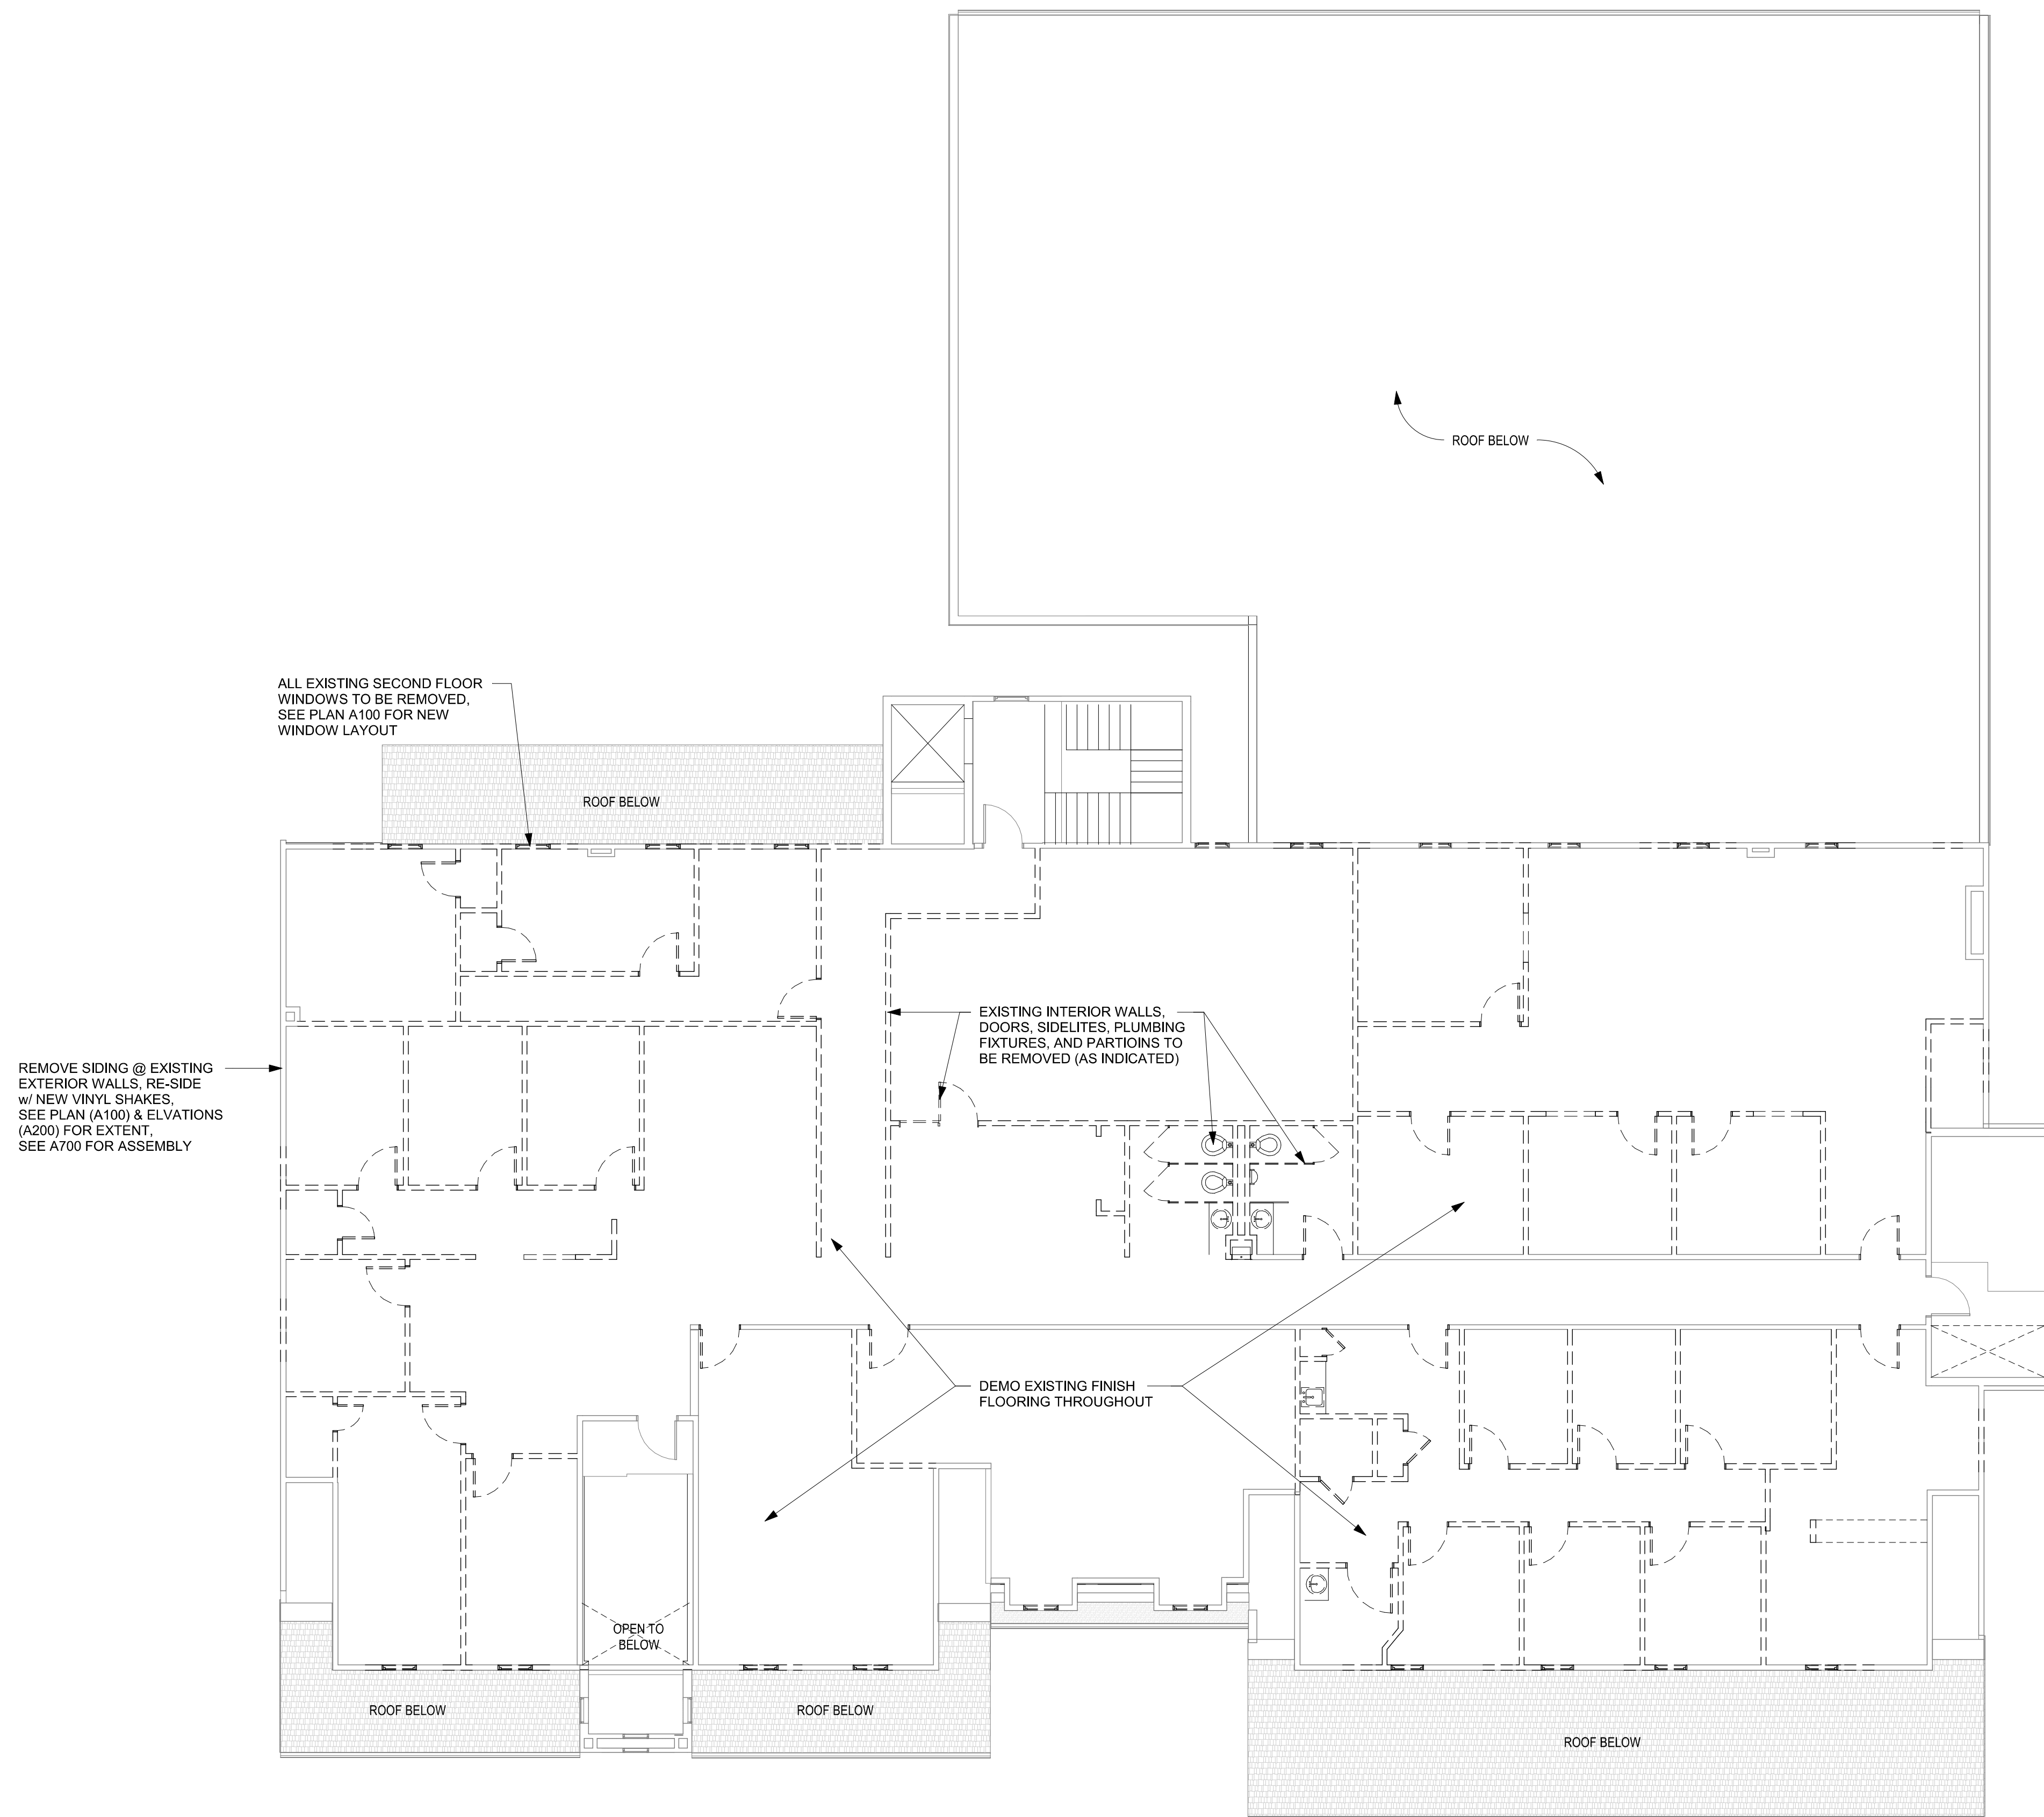 ROOF BELOW
ALL EXISTING SECOND FLOOR
WINDOWS TO BE REMOVED,
SEE PLAN A100 FOR NEW
WINDOW LAYOUT
ROOF BELOW
EXISTING INTERIOR WALLS,
DOORS, SIDELITES, PLUMBING
FIXTURES, AND PARTIOINS TO
BE REMOVED (AS INDICATED)
REMOVE SIDING @ EXISTING
EXTERIOR WALLS, RE-SIDE
w/ NEW VINYL SHAKES,
SEE PLAN (A100) & ELVATIONS
(A200) FOR EXTENT,
SEE A700 FOR ASSEMBLY
DEMO EXISTING FINISH
FLOORING THROUGHOUT
OPEN TO
BELOW
ROOF BELOW
ROOF BELOW
ROOF BELOW